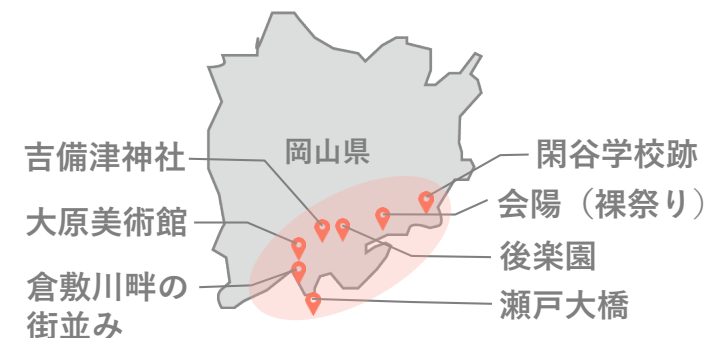 岡山県
吉備津神社
大原美術館
倉敷川畔の
街並み
閑谷学校跡
会陽（裸祭り）
後楽園
瀬戸大橋